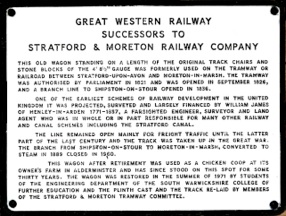 GREAT WESTERN RAILWAY
SUCCESSORS TO
STRATFORD & MORETON RAILWAY COMPANY
THIS OLD WAGON STANDING ON A LENGTH OF THE ORIGINAL TRACK CHAIRS AND
STONE BLOCKS OF THE 4' 8½" GAUGE WAS FORMERLY USED ON THE TRAMWAY OR
RAILROAD BETWEEN STRATFORD-UPON-AVON AND MORETON-IN-MARSH. THE TRAMWAY
WAS AUTHORISED BY PARLIAMENT IN 1821 AND WAS OPENED IN SEPTEMBER 1826,
AND A BRANCH LINE TO SHIPSTON-ON-STOUR OPENED IN 1836.
ONE OF THE EARLIEST SCHEMES OF RAILWAY DEVELOPMENT IN THE UNITED
KINGDOM IT WAS PROJECTED, SURVEYED AND LARGELY FINANCED BY WILLIAM JAMES
OF HENLEY-IN-ARDEN 1771-1837, A FARSIGHTED ENGINEER, SURVEYOR AND LAND
AGENT WHO WAS IN WHOLE OR IN PART RESPONSIBLE FOR MANY OTHER RAILWAY
AND CANAL SCHEMES INCLUDING THE STRATFORD CANAL.
THE LINE REMAINED OPEN MAINLY FOR FREIGHT TRAFFIC UNTIL THE LATTER
PART OF THE LAST CENTURY AND THE TRACK WAS TAKEN UP IN THE GREAT WAR.
THE BRANCH FROM SHIPSTON-ON-STOUR TO MORETON-IN-MARSH, CONVERTED TO
STEAM IN 1889 CLOSED IN 1960.
THIS WAGON AFTER RETIREMENT WAS USED AS A CHICKEN COOP AT ITS
OWNER'S FARM IN ALDERMINSTER AND HAS SINCE STOOD ON THIS SPOT FOR SOME
THIRTY YEARS. THE WAGON WAS RESTORED IN THE SUMMER OF 1971 BY STUDENTS
OF THE ENGINEERING DEPARTMENT OF THE SOUTH WARWICKSHIRE COLLEGE OF
FURTHER EDUCATION AND THE PLINTH CAST AND THE TRACK RE-LAID BY MEMBERS
OF THE STRATFORD & MORETON TRAMWAY COMMITTEE.